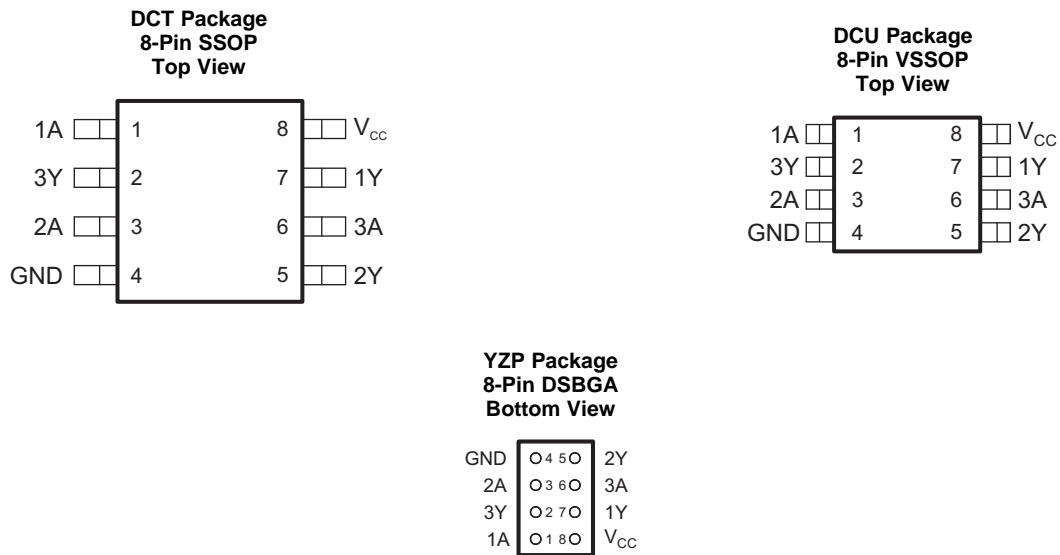 DCT Package
8-Pin SSOP
Top View
1A 1 8 VCC
3Y 2 7 1Y
2A 3 6 3A
GND 4 5 2Y
DCU Package
8-Pin VSSOP
Top View
1A 1 8 VCC
3Y 2 7 1Y
2A 3 6 3A
GND 4 5 2Y
YZP Package
8-Pin DSBGA
Bottom View
GND 4 5 2Y
2A 3 6 3A
3Y 2 7 1Y
1A 1 8 VCC